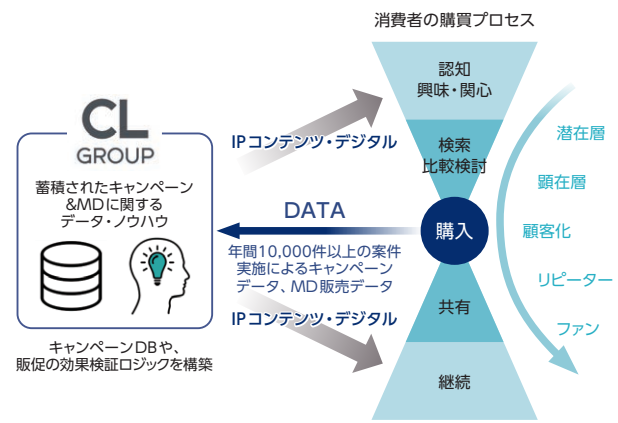 消費者の購買プロセス
認知
興味・関心
検索
比較検討
購入
共有
継続
潜在層
顕在層
顧客化
リピーター
ファン
CL
GROUP
蓄積されたキャンペーン
&MDに関する
データ・ノウハウ
キャンペーンDBや、
販促の効果検証ロジックを構築
IPコンテンツ・デジタル
DATA
年間10,000件以上の案件
実施によるキャンペーン
データ、MD販売データ
IPコンテンツ・デジタル